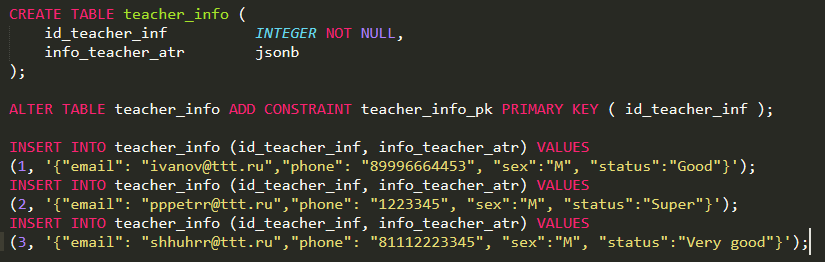 CREATE TABLE teacher_info (
    id_teacher_inf          INTEGER NOT NULL,
    info_teacher_atr        jsonb
);
ALTER TABLE teacher_info ADD CONSTRAINT teacher_info_pk PRIMARY KEY ( id_teacher_inf );
INSERT INTO teacher_info (id_teacher_inf, info_teacher_atr) VALUES
(1, '{"email": "ivanov@ttt.ru","phone": "89996664453", "sex":"M", "status":"Good"}');
INSERT INTO teacher_info (id_teacher_inf, info_teacher_atr) VALUES
(2, '{"email": "pppetrr@ttt.ru","phone": "1223345", "sex":"M", "status":"Super"}');
INSERT INTO teacher_info (id_teacher_inf, info_teacher_atr) VALUES
(3, '{"email": "shhuhrr@ttt.ru","phone": "81112223345", "sex":"M", "status":"Very good"}');